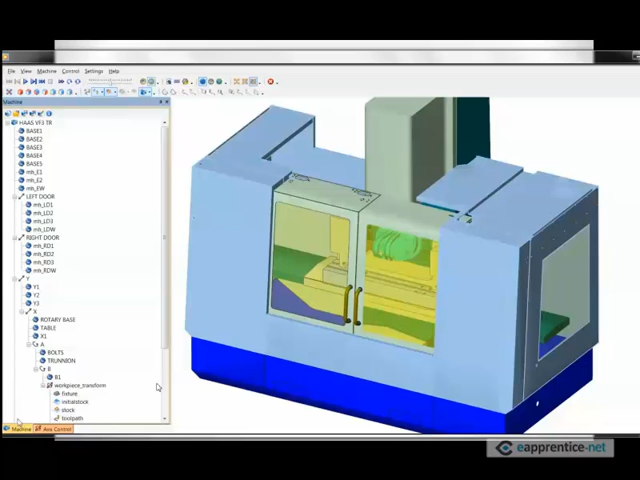 File View Machine Control Settings Help
Machine
HAAS VF3 TR
BASE1
BASE2
BASE3
BASE4
BASE5
mh_E1
mh_E2
mh_EW
LEFT DOOR
mh_LD1
mh_LD2
mh_LD3
mh_LDW
RIGHT DOOR
mh_RD1
mh_RD2
mh_RD3
mh_RDW
Y
Y1
Y2
Y3
X
ROTARY BASE
TABLE
X1
A
BOLTS
TRUNNION
B
B1
workpiece_transform
fixture
initialstock
stock
toolpath
Machine Axis Control
eapprentice.net